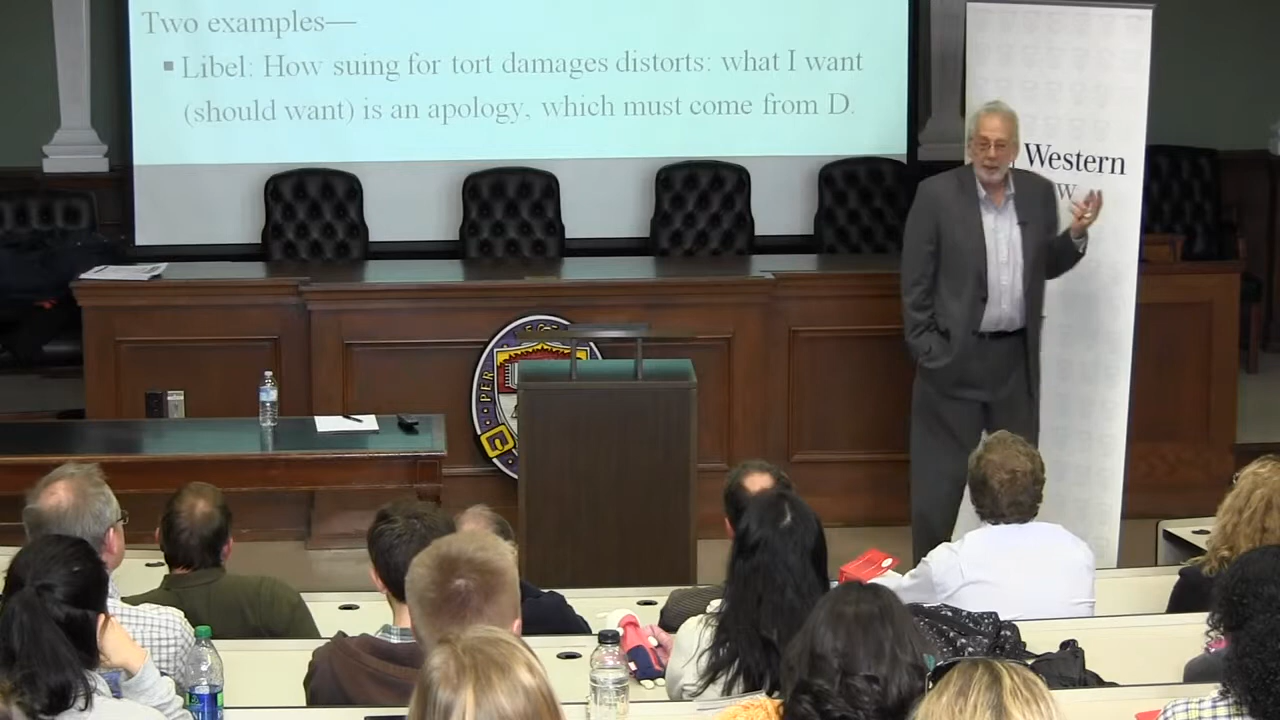 Two examples—
▪ Libel: How suing for tort damages distorts: what I want
(should want) is an apology, which must come from D.
Western
PER